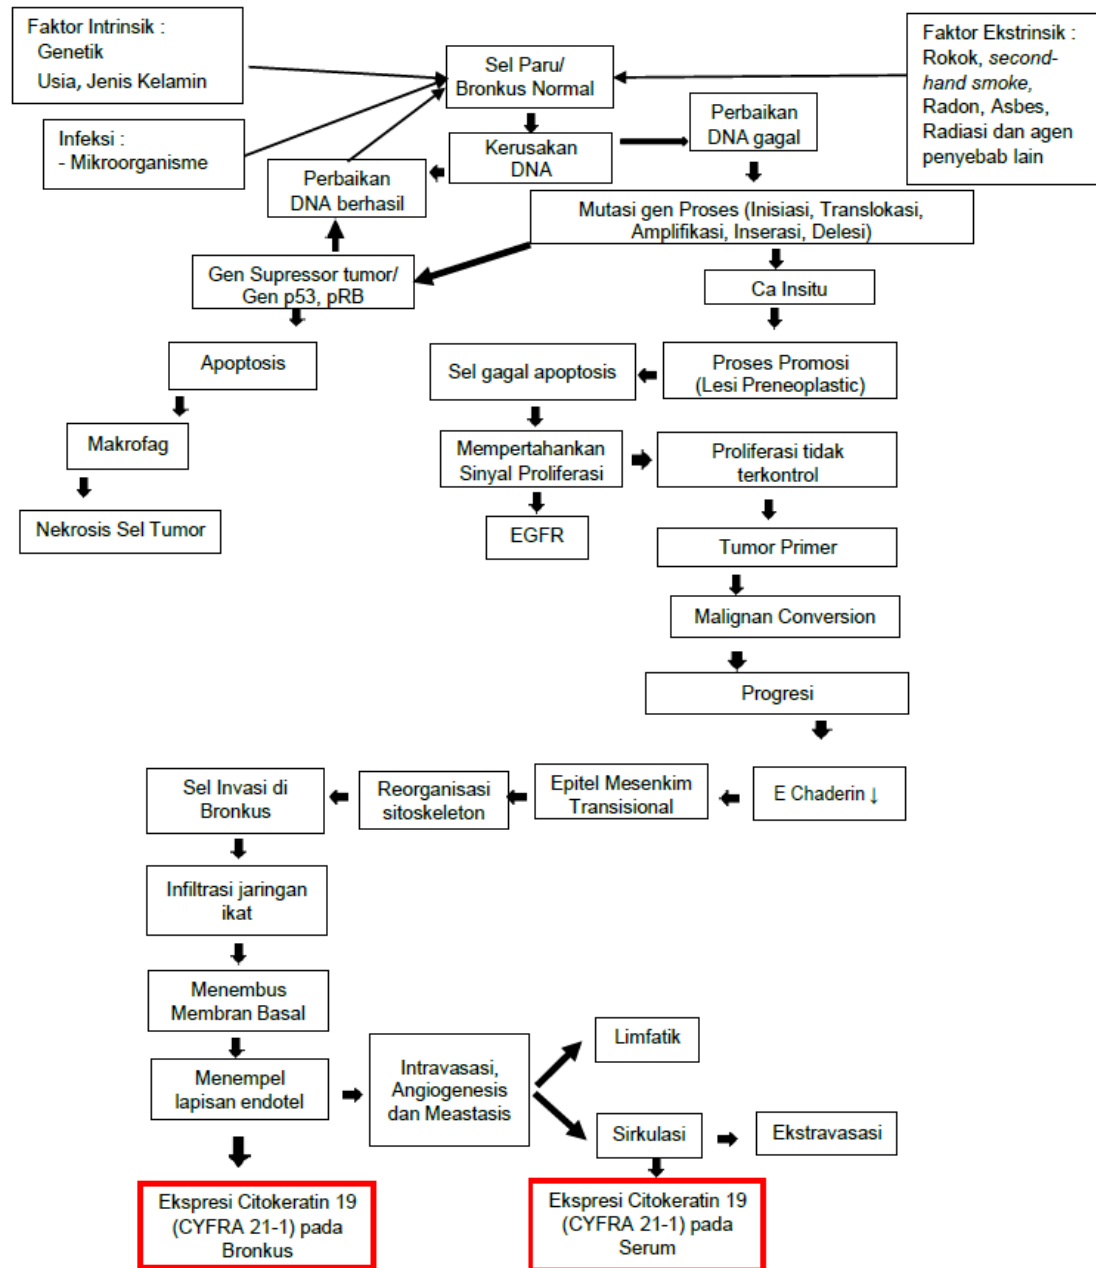 Faktor Intrinsik :
Genetik
Usia, Jenis Kelamin
Faktor Ekstrinsik :
Rokok, second-
hand smoke,
Radon, Asbes,
Radiasi dan agen
penyebab lain
Sel Paru/
Bronkus Normal
Infeksi :
- Mikroorganisme
Perbaikan
DNA gagal
Kerusakan
DNA
Perbaikan
DNA berhasil
Mutasi gen Proses (Inisiasi, Translokasi,
Amplifikasi, Inserasi, Delesi)
Gen Supressor tumor/
Gen p53, pRB
Ca Insitu
Apoptosis
Sel gagal apoptosis
Proses Promosi
(Lesi Preneoplastic)
Makrofag
Mempertahankan
Sinyal Proliferasi
Proliferasi tidak
terkontrol
Nekrosis Sel Tumor
EGFR
Tumor Primer
Malignan Conversion
Progresi
Sel Invasi di
Bronkus
Reorganisasi
sitoskeleton
Epitel Mesenkim
Transisional
E Chaderin ↓
Infiltrasi jaringan
ikat
Menembus
Membran Basal
Menempel
lapisan endotel
Intravasasi,
Angiogenesis
dan Meastasis
Limfatik
Sirkulasi
Ekstravasasi
Ekspresi Citokeratin 19
(CYFRA 21-1) pada
Bronkus
Ekspresi Citokeratin 19
(CYFRA 21-1) pada
Serum